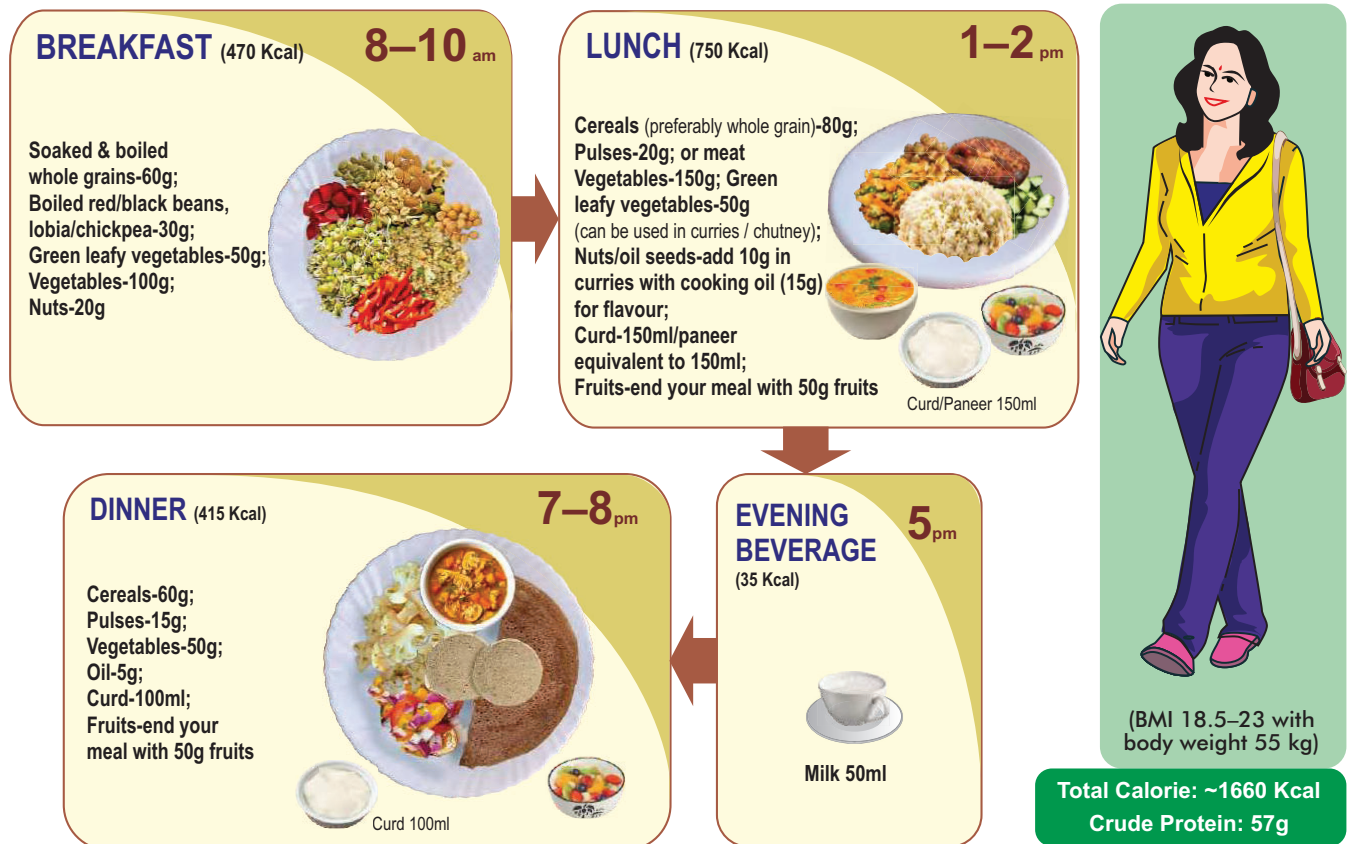 BREAKFAST (470 Kcal) 8–10 am
Soaked & boiled
whole grains-60g;
Boiled red/black beans,
lobia/chickpea-30g;
Green leafy vegetables-50g;
Vegetables-100g;
Nuts-20g
LUNCH (750 Kcal) 1–2 pm
Cereals (preferably whole grain)-80g;
Pulses-20g; or meat
Vegetables-150g; Green
leafy vegetables-50g
(can be used in curries / chutney);
Nuts/oil seeds-add 10g in
curries with cooking oil (15g)
for flavour;
Curd-150ml/paneer
equivalent to 150ml;
Fruits-end your meal with 50g fruits
Curd/Paneer 150ml
EVENING
BEVERAGE
(35 Kcal)
5pm
Milk 50ml
DINNER (415 Kcal) 7–8pm
Cereals-60g;
Pulses-15g;
Vegetables-50g;
Oil-5g;
Curd-100ml;
Fruits-end your
meal with 50g fruits
Curd 100ml
(BMI 18.5–23 with
body weight 55 kg)
Total Calorie: ~1660 Kcal
Crude Protein: 57g